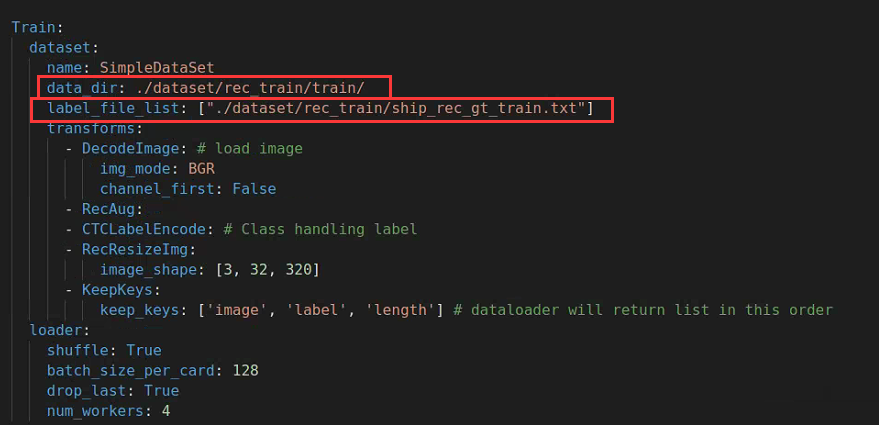 Train:
dataset:
name: SimpleDataSet
data_dir: ./dataset/rec_train/train/
label_file_list: ["./dataset/rec_train/ship_rec_gt_train.txt"]
transforms:
- DecodeImage: # load image
img_mode: BGR
channel_first: False
- RecAug:
- CTCLabelEncode: # Class handling label
- RecResizeImg:
image_shape: [3, 32, 320]
- KeepKeys:
keep_keys: ['image', 'label', 'length'] # dataloader will return list in this order
loader:
shuffle: True
batch_size_per_card: 128
drop_last: True
num_workers: 4